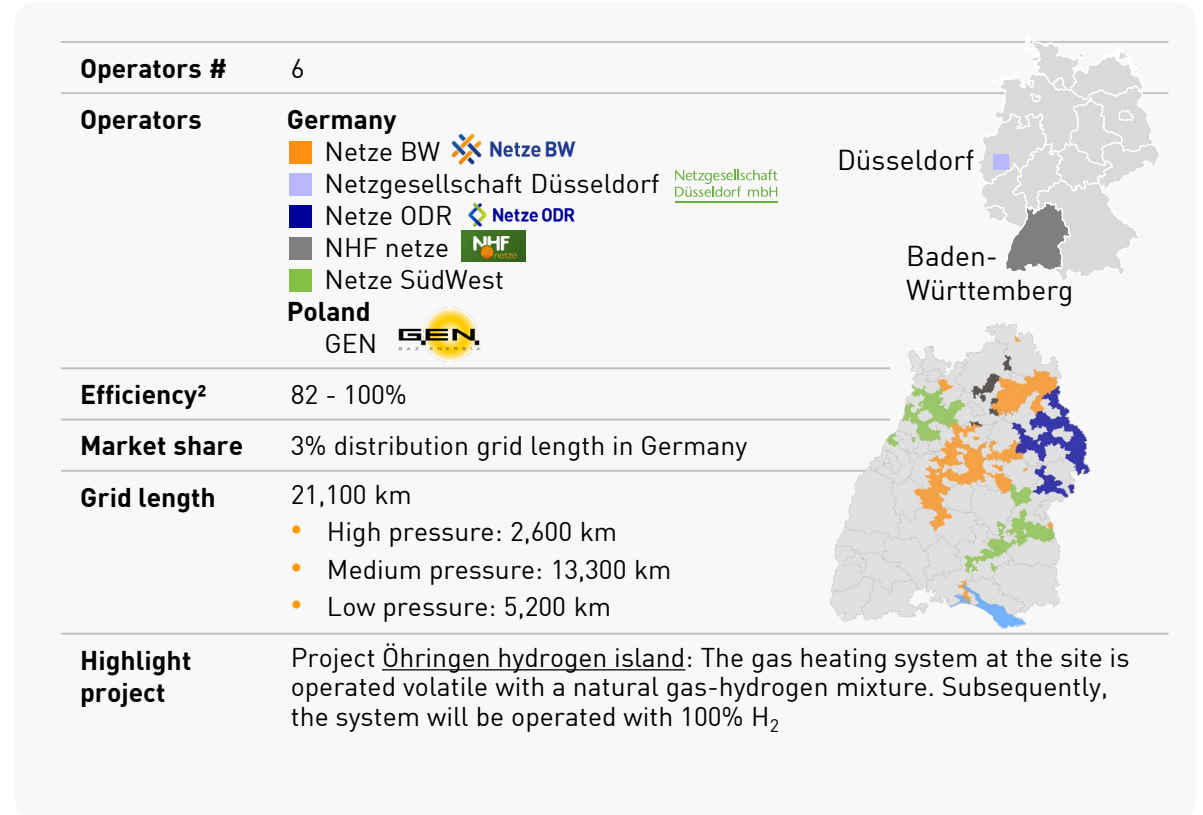 Operators # 6
Operators Germany
Netze BW Netze BW
Netzgesellschaft Düsseldorf Netzgesellschaft
Düsseldorf mbH
Netze ODR Netze ODR
NHF netze NHF
netze
Netze SüdWest
Poland
GEN G.E.N.
GAZ ENERGIA
Düsseldorf
Baden-
Württemberg
Efficiency² 82 - 100%
Market share 3% distribution grid length in Germany
Grid length 21,100 km
• High pressure: 2,600 km
• Medium pressure: 13,300 km
• Low pressure: 5,200 km
Highlight Project Öhringen hydrogen island: The gas heating system at the site is
project operated volatile with a natural gas-hydrogen mixture. Subsequently,
the system will be operated with 100% H₂